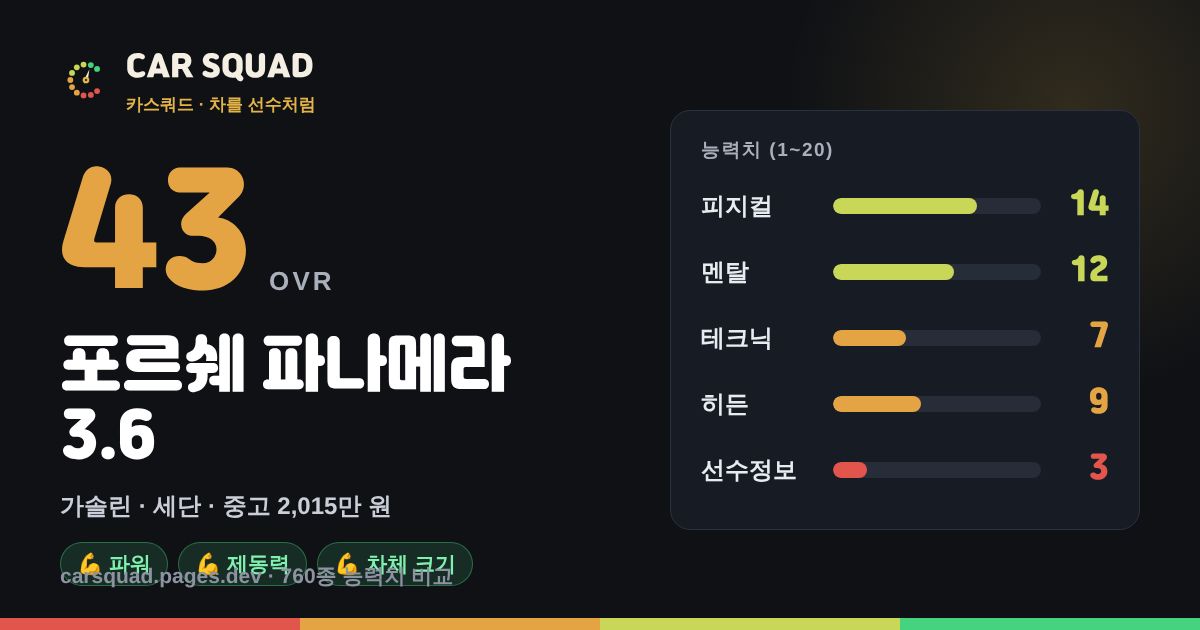 CAR SQUAD
카스쿼드 · 차를 선수처럼
43 OVR
포르쉐 파나메라
3.6
가솔린 · 세단 · 중고 2,015만 원
💪 파워 💪 제동력 💪 차체 크기
carsquad.pages.dev · 760종 능력치 비교
능력치 (1~20)
피지컬 14
멘탈 12
테크닉 7
히든 9
선수정보 3